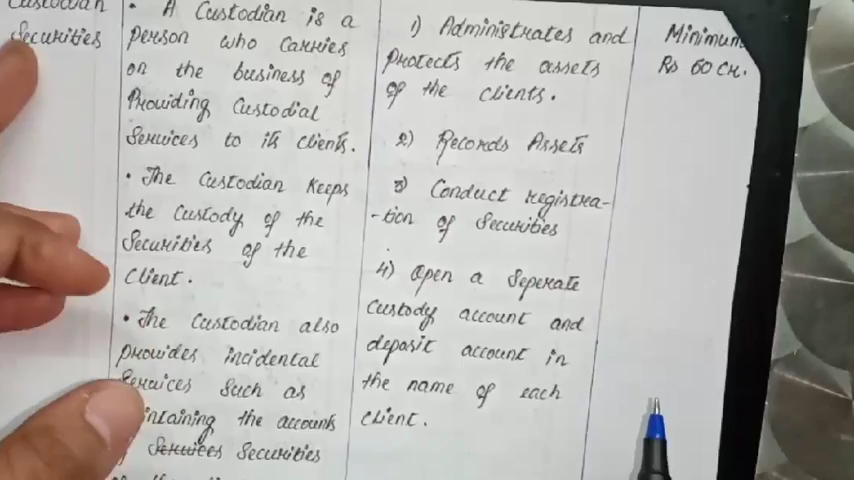 Custodian
Securities
• A Custodian is a
person who carries
on the business of
Providing Custodial
Services to its clients.
• The Custodian keeps
the custody of the
Securities of the
Client.
• The Custodian also
provides incidental
Services such as
intaining the accounts
Services Securities
1) Administrates and
Protects the assets
of the clients.
2) Records Assets
3) Conduct registra-
-tion of Securities
4) Open a Seperate
Custody account and
deposit account in
the name of each
client.
Minimum
Rs 60 cr.